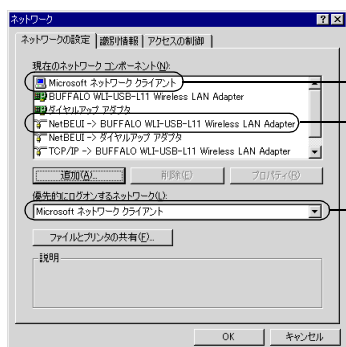 ネットワーク
ネットワークの設定 識別情報 アクセスの制御
現在のネットワーク コンポーネント(N):
Microsoft ネットワーク クライアント
BUFFALO WLI-USB-L11 Wireless LAN Adapter
ダイヤルアップ アダプタ
NetBEUI -> BUFFALO WLI-USB-L11 Wireless LAN Adapter
NetBEUI -> ダイヤルアップ アダプタ
TCP/IP -> BUFFALO WLI-USB-L11 Wireless LAN Adapter
追加(A)... 削除(E) プロパティ(R)
優先的にログオンするネットワーク(L):
Microsoft ネットワーク クライアント
ファイルとプリンタの共有(F)...
説明
OK キャンセル